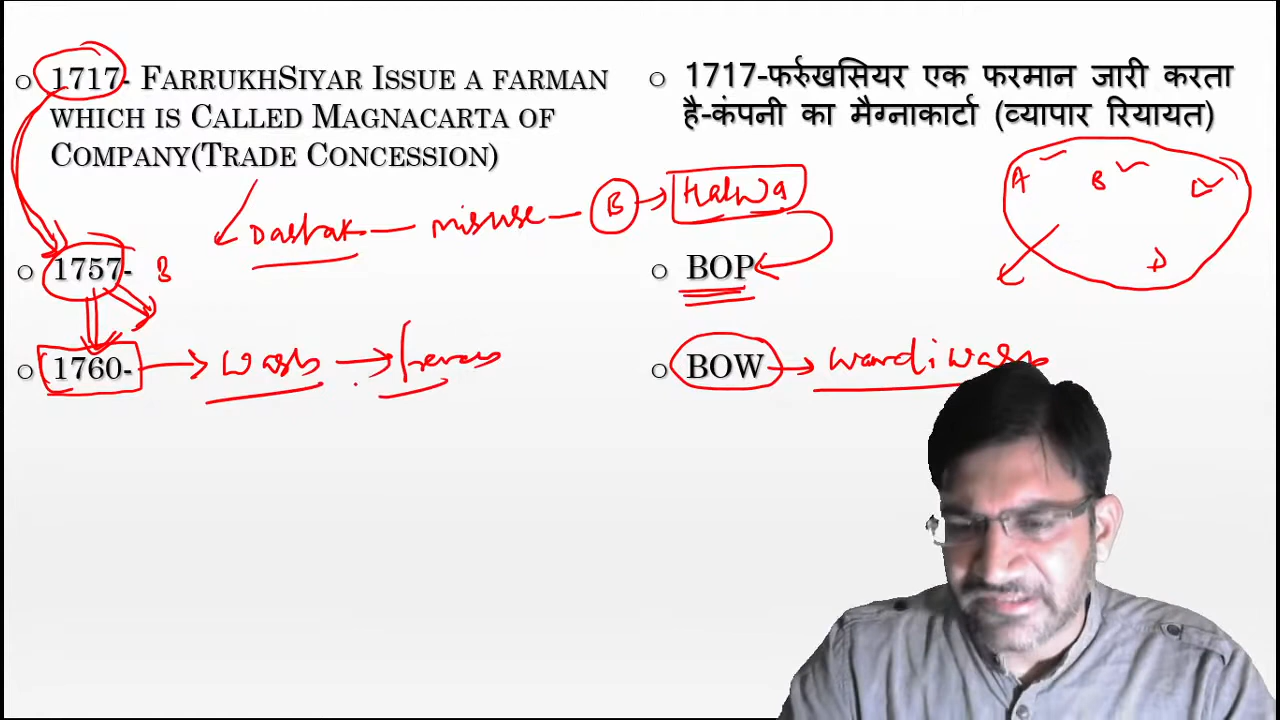 1717- FARRUKHSIYAR ISSUE A FARMAN
WHICH IS CALLED MAGNACARTA OF
COMPANY(TRADE CONCESSION)
Dastak — misuse — B → Halwa
1757- B
1760- → wash →
1717-फर्रुखसियर एक फरमान जारी करता
है-कंपनी का मैग्नाकार्टा (व्यापार रियायत)
A B D
BOP
BOW → wandiwash